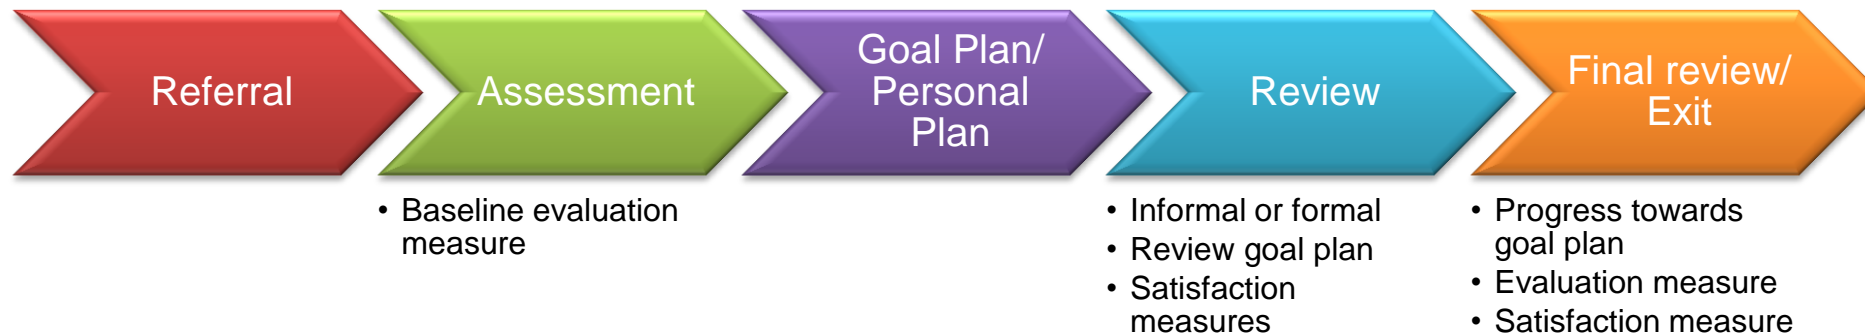 Referral
Assessment
Goal Plan/
Personal
Plan
Review
Final review/
Exit
• Baseline evaluation
measure
• Informal or formal
• Review goal plan
• Satisfaction
measures
• Progress towards
goal plan
• Evaluation measure
• Satisfaction measure